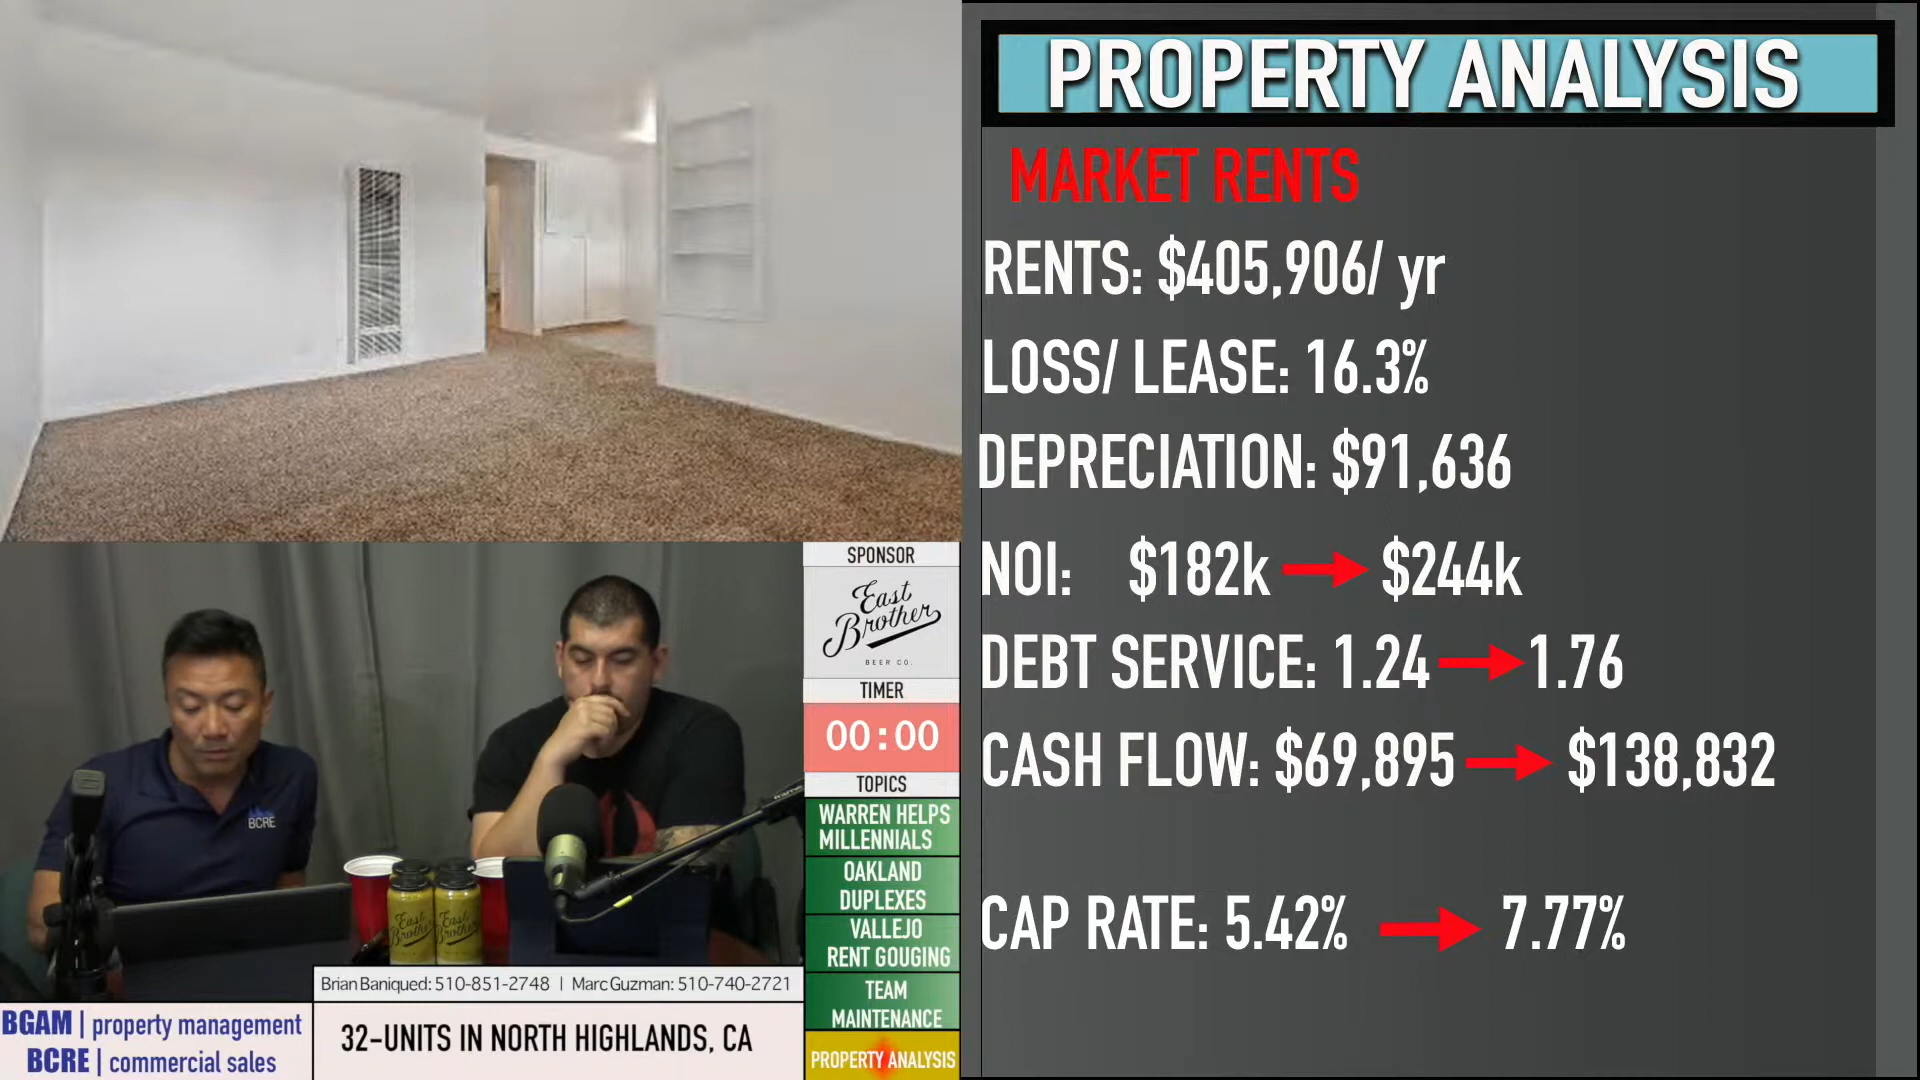 PROPERTY ANALYSIS
MARKET RENTS
RENTS: $405,906/ yr
LOSS/ LEASE: 16.3%
DEPRECIATION: $91,636
NOI: $182k $244k
DEBT SERVICE: 1.24 1.76
CASH FLOW: $69,895 $138,832
CAP RATE: 5.42% 7.77%
SPONSOR
East
Brother
BEER CO.
TIMER
00:00
TOPICS
WARREN HELPS
MILLENNIALS
OAKLAND
DUPLEXES
VALLEJO
RENT GOUGING
TEAM
MAINTENANCE
PROPERTY ANALYSIS
BCRE
East
Brother
East
Brother
Brian Baniqued: 510-851-2748 | Marc Guzman: 510-740-2721
BGAM | property management
BCRE | commercial sales
32-UNITS IN NORTH HIGHLANDS, CA